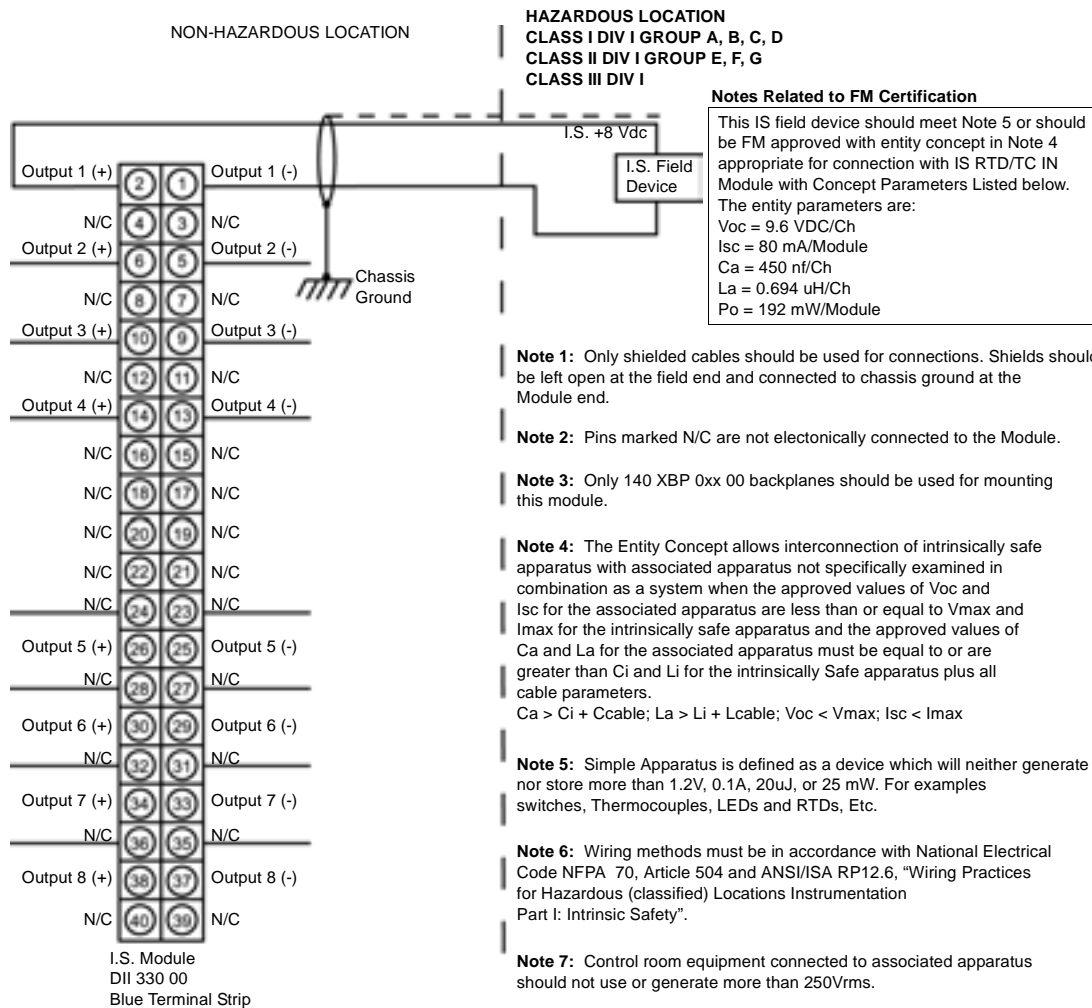 NON-HAZARDOUS LOCATION
HAZARDOUS LOCATION
CLASS I DIV I GROUP A, B, C, D
CLASS II DIV I GROUP E, F, G
CLASS III DIV I
Notes Related to FM Certification
This IS field device should meet Note 5 or should
be FM approved with entity concept in Note 4
appropriate for connection with IS RTD/TC IN
Module with Concept Parameters Listed below.
The entity parameters are:
Voc = 9.6 VDC/Ch
Isc = 80 mA/Module
Ca = 450 nf/Ch
La = 0.694 uH/Ch
Po = 192 mW/Module
I.S. +8 Vdc
I.S. Field
Device
Chassis
Ground
Output 1 (+) 2 1 Output 1 (-)
N/C 4 3 N/C
Output 2 (+) 6 5 Output 2 (-)
N/C 8 7 N/C
Output 3 (+) 10 9 Output 3 (-)
N/C 12 11 N/C
Output 4 (+) 14 13 Output 4 (-)
N/C 16 15 N/C
N/C 18 17 N/C
N/C 20 19 N/C
N/C 22 21 N/C
N/C 24 23 N/C
Output 5 (+) 26 25 Output 5 (-)
N/C 28 27 N/C
Output 6 (+) 30 29 Output 6 (-)
N/C 32 31 N/C
Output 7 (+) 34 33 Output 7 (-)
N/C 36 35 N/C
Output 8 (+) 38 37 Output 8 (-)
N/C 40 39 N/C
I.S. Module
DII 330 00
Blue Terminal Strip
Note 1: Only shielded cables should be used for connections. Shields should
be left open at the field end and connected to chassis ground at the
Module end.
Note 2: Pins marked N/C are not electonically connected to the Module.
Note 3: Only 140 XBP 0xx 00 backplanes should be used for mounting
this module.
Note 4: The Entity Concept allows interconnection of intrinsically safe
apparatus with associated apparatus not specifically examined in
combination as a system when the approved values of Voc and
Isc for the associated apparatus are less than or equal to Vmax and
Imax for the intrinsically safe apparatus and the approved values of
Ca and La for the associated apparatus must be equal to or are
greater than Ci and Li for the intrinsically Safe apparatus plus all
cable parameters.
Ca > Ci + Ccable; La > Li + Lcable; Voc < Vmax; Isc < Imax
Note 5: Simple Apparatus is defined as a device which will neither generate
nor store more than 1.2V, 0.1A, 20uJ, or 25 mW. For examples
switches, Thermocouples, LEDs and RTDs, Etc.
Note 6: Wiring methods must be in accordance with National Electrical
Code NFPA 70, Article 504 and ANSI/ISA RP12.6, “Wiring Practices
for Hazardous (classified) Locations Instrumentation
Part I: Intrinsic Safety”.
Note 7: Control room equipment connected to associated apparatus
should not use or generate more than 250Vrms.